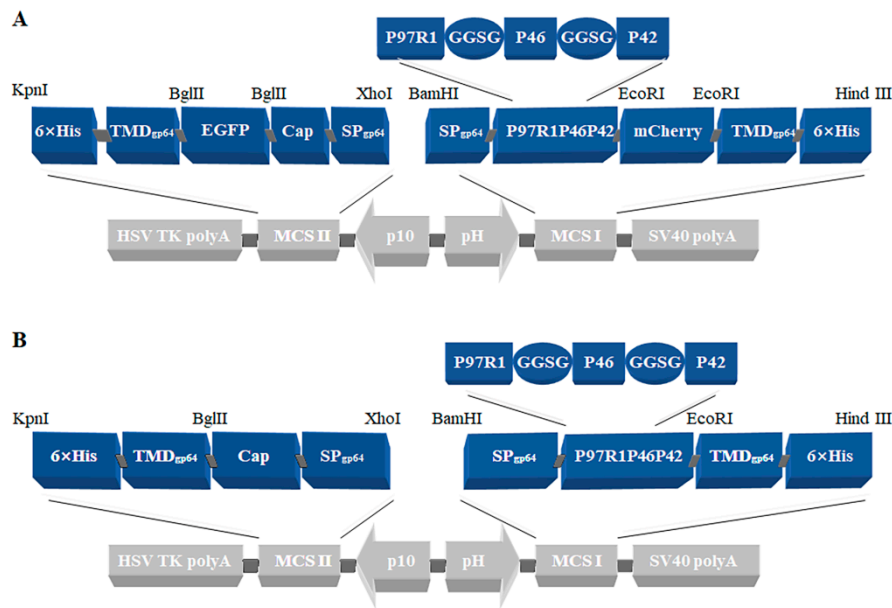 A
P97R1 GGSG P46 GGSG P42
KpnI BglII BglII XhoI BamHI EcoRI EcoRI Hind III
6×His TMDgp64 EGFP Cap SPgp64 SPgp64 P97R1P46P42 mCherry TMDgp64 6×His
HSV TK polyA MCS II p10 pH MCS I SV40 polyA
B
P97R1 GGSG P46 GGSG P42
KpnI BglII XhoI BamHI EcoRI Hind III
6×His TMDgp64 Cap SPgp64 SPgp64 P97R1P46P42 TMDgp64 6×His
HSV TK polyA MCS II p10 pH MCS I SV40 polyA